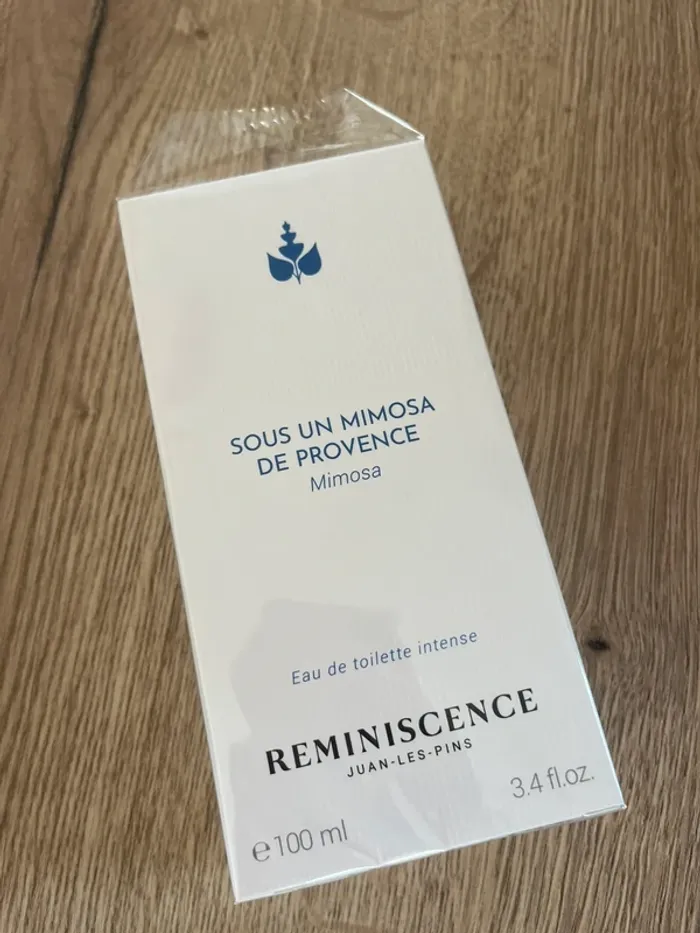 SOUS UN MIMOSA
DE PROVENCE
Mimosa
Eau de toilette intense
REMINISCENCE
JUAN-LES-PINS
℮100 ml
3.4 fl.oz.